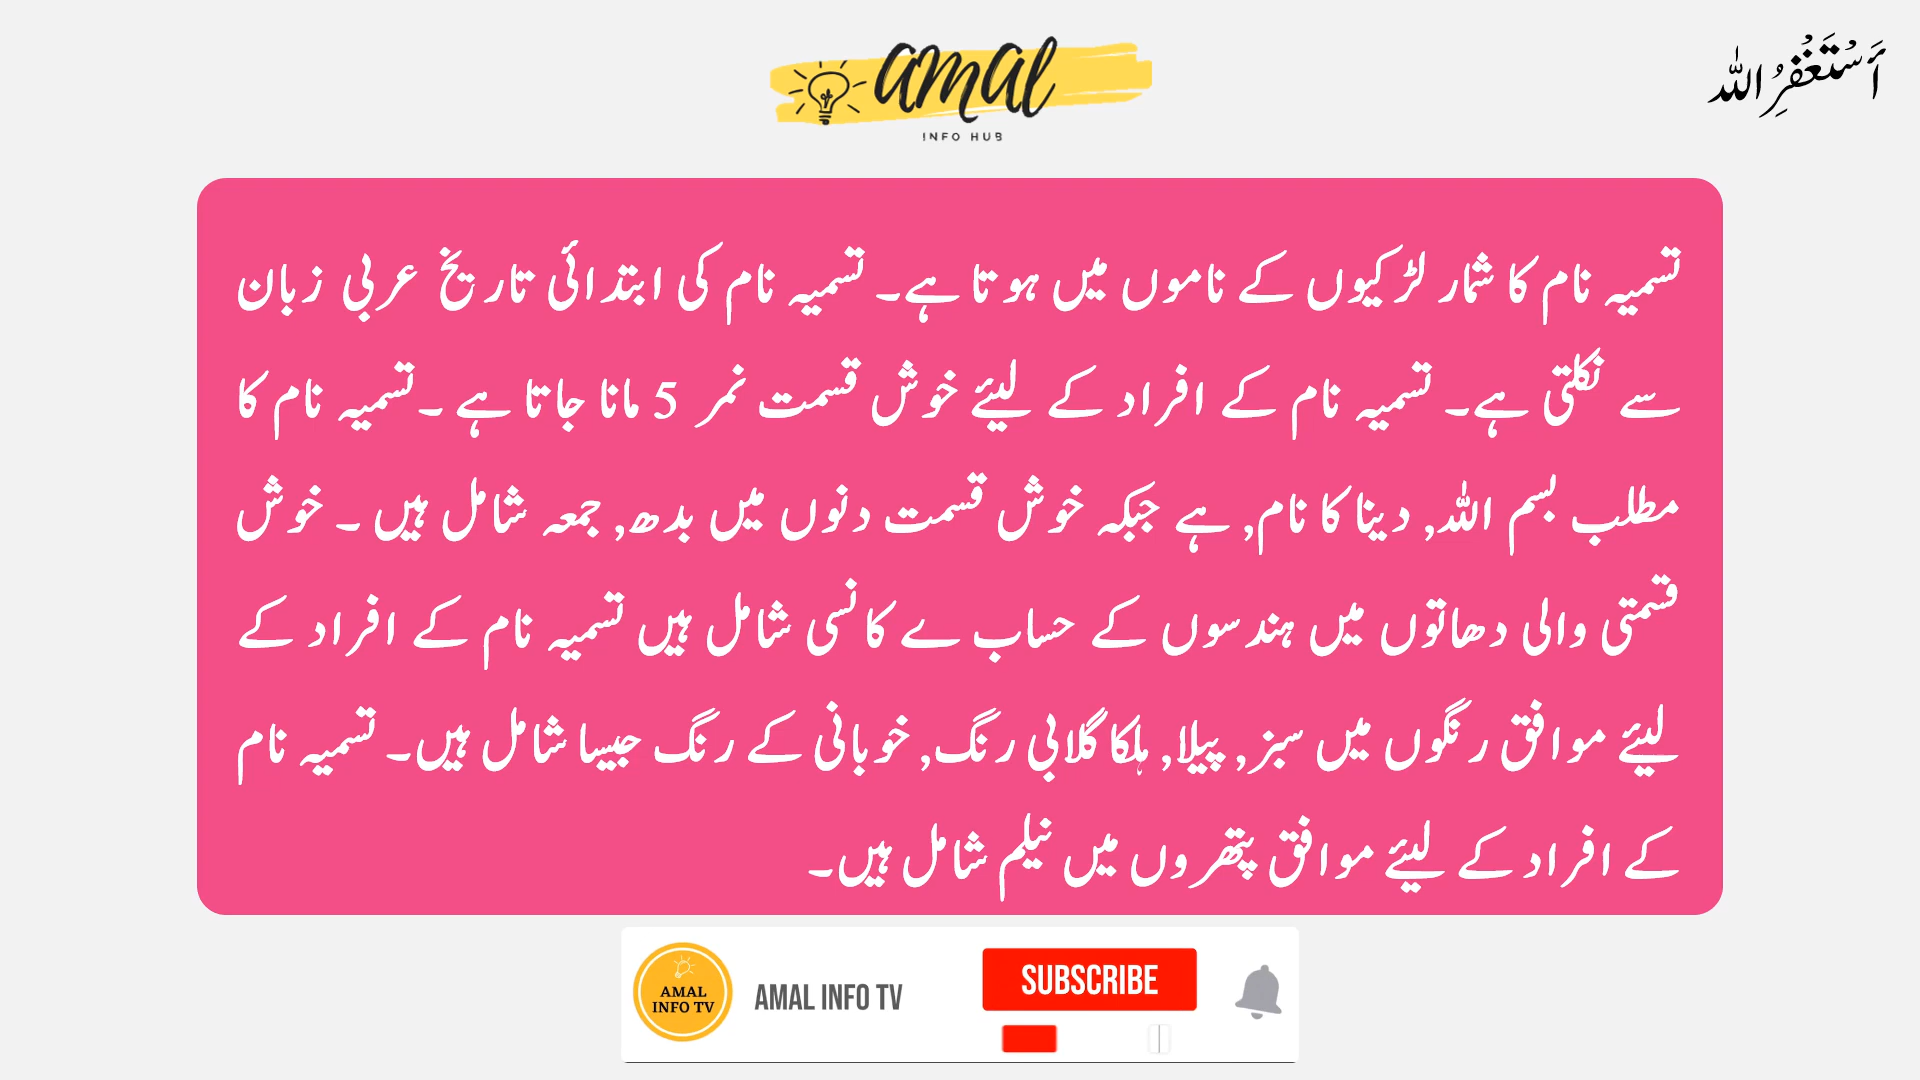 amal
INFO HUB
أَسْتَغْفِرُ اللّٰه
تسمیہ نام کا شمار لڑکیوں کے ناموں میں ہوتا ہے۔ تسمیہ نام کی ابتدائی تاریخ عربی زبان
سے نکلتی ہے۔ تسمیہ نام کے افراد کے لیئے خوش قسمت نمر 5 مانا جاتا ہے ۔تسمیہ نام کا
مطلب بسم اللہ, دینا کا نام, ہے جبکہ خوش قسمت دنوں میں بدھ, جمعہ شامل ہیں ۔ خوش
قسمتی والی دھاتوں میں ہندسوں کے حساب ے کانسی شامل ہیں تسمیہ نام کے افراد کے
لیئے موافق رنگوں میں سبز, پیلا, ہلکا گلابی رنگ, خوبانی کے رنگ جیسا شامل ہیں۔ تسمیہ نام
کے افراد کے لیئے موافق پتھروں میں نیلم شامل ہیں۔
AMAL
INFO TV
AMAL INFO TV
SUBSCRIBE